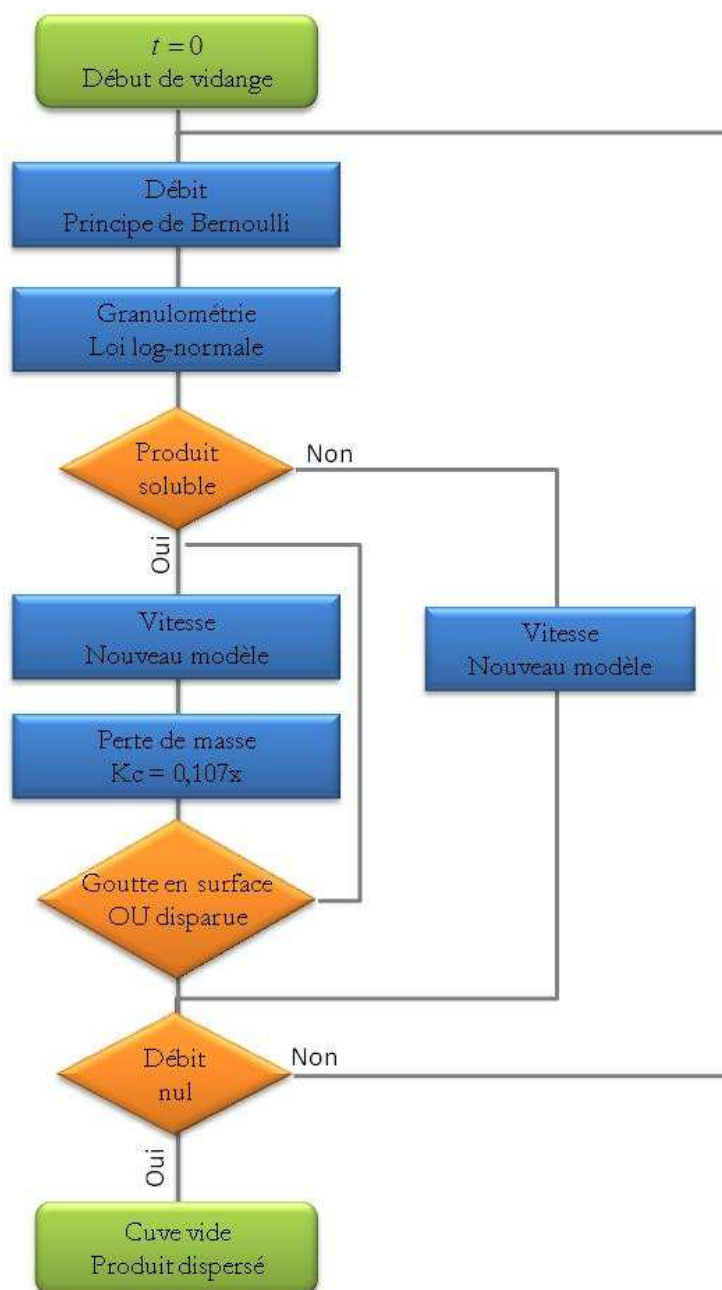 t = 0
Début de vidange
Débit
Principe de Bernoulli
Granulométrie
Loi log-normale
Produit
soluble
Non
Oui
Vitesse
Nouveau modèle
Vitesse
Nouveau modèle
Perte de masse
Kc = 0,107x
Goutte en surface
OU disparue
Débit
nul
Non
Oui
Cuve vide
Produit dispersé